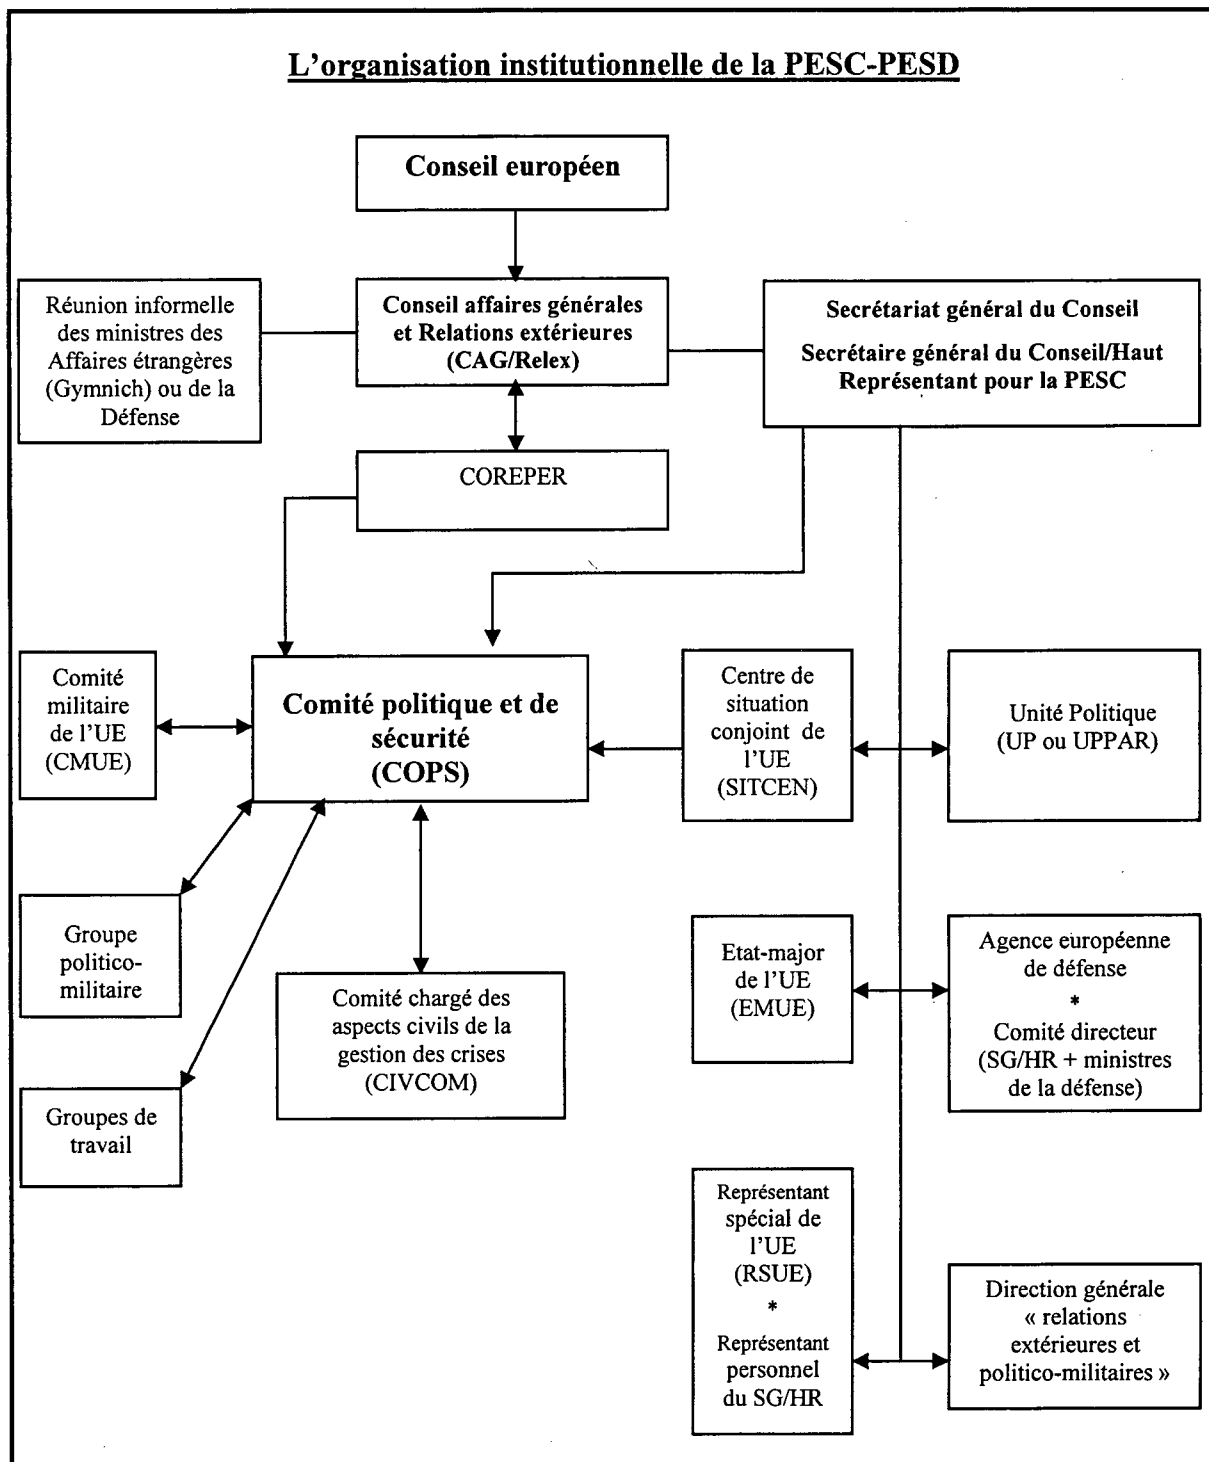 L'organisation institutionnelle de la PESC-PESD
Conseil européen
Réunion informelle
des ministres des
Affaires étrangères
(Gymnich) ou de la
Défense
Conseil affaires générales
et Relations extérieures
(CAG/Relex)
Secrétariat général du Conseil
Secrétaire général du Conseil/Haut
Représentant pour la PESC
COREPER
Comité
militaire
de l'UE
(CMUE)
Comité politique et de
sécurité
(COPS)
Centre de
situation
conjoint de
l'UE
(SITCEN)
Unité Politique
(UP ou UPPAR)
Groupe
politico-
militaire
Comité chargé des
aspects civils de la
gestion des crises
(CIVCOM)
Etat-major
de l'UE
(EMUE)
Agence européenne
de défense
*
Comité directeur
(SG/HR + ministres
de la défense)
Groupes de
travail
Représentant
spécial de
l'UE
(RSUE)
*
Représentant
personnel
du SG/HR
Direction générale
« relations
extérieures et
politico-militaires »